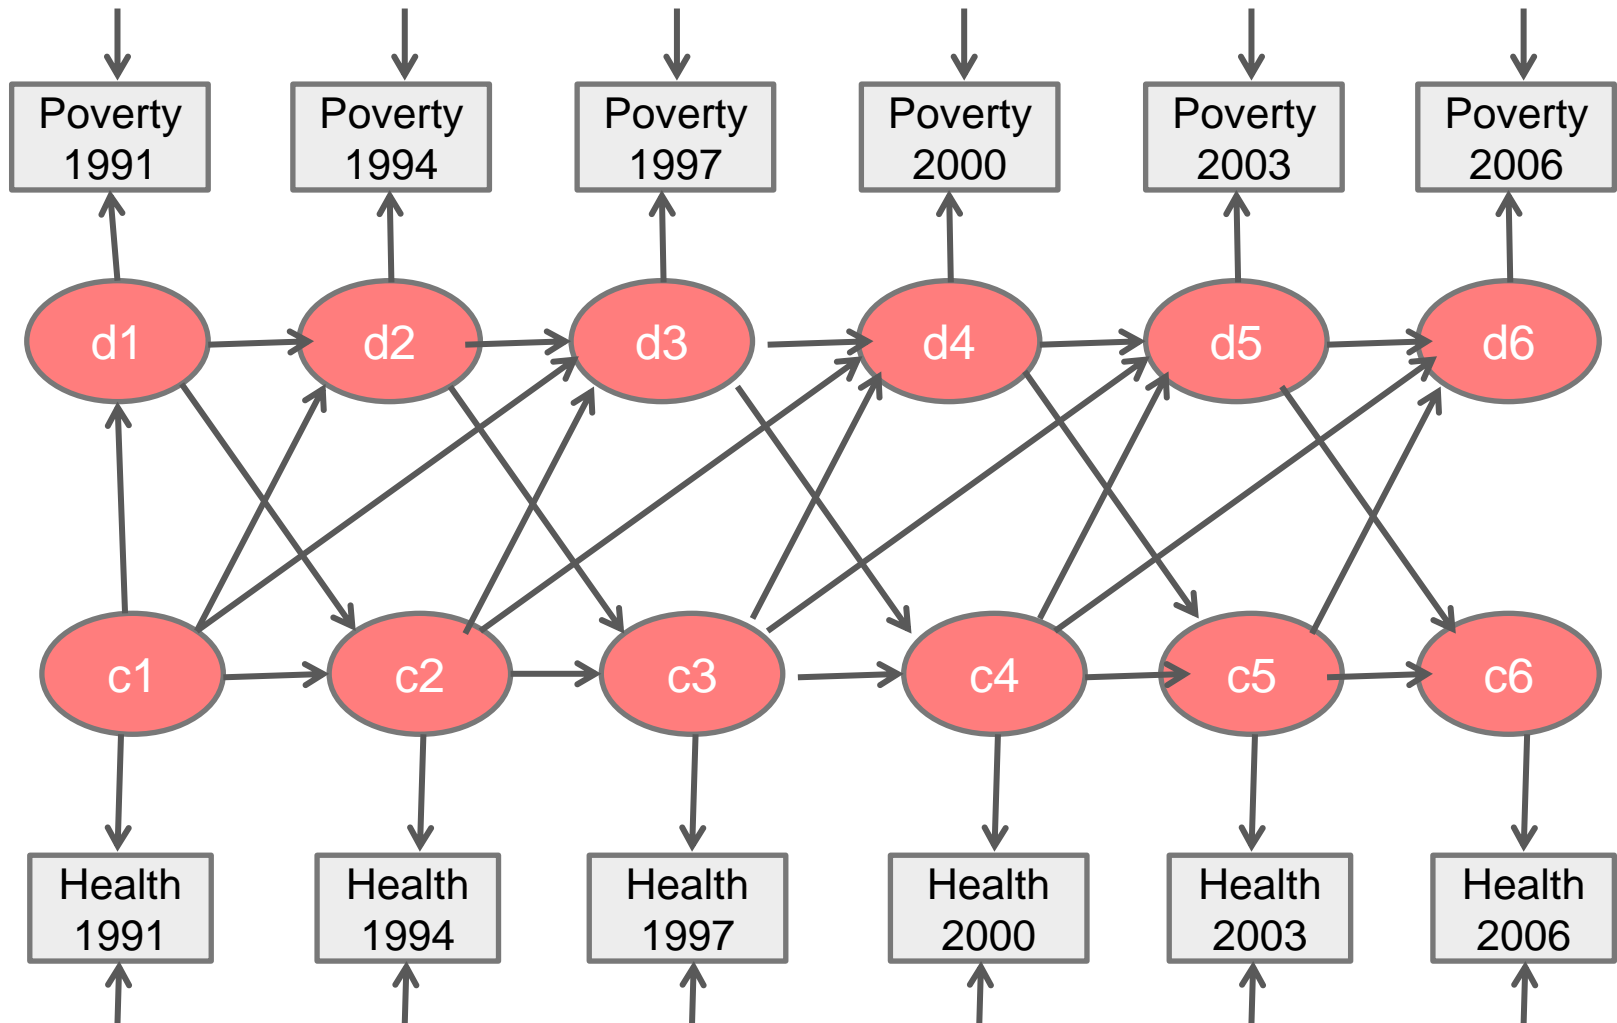 Poverty
1991
Poverty
1994
Poverty
1997
Poverty
2000
Poverty
2003
Poverty
2006
d1
d2
d3
d4
d5
d6
c1
c2
c3
c4
c5
c6
Health
1991
Health
1994
Health
1997
Health
2000
Health
2003
Health
2006